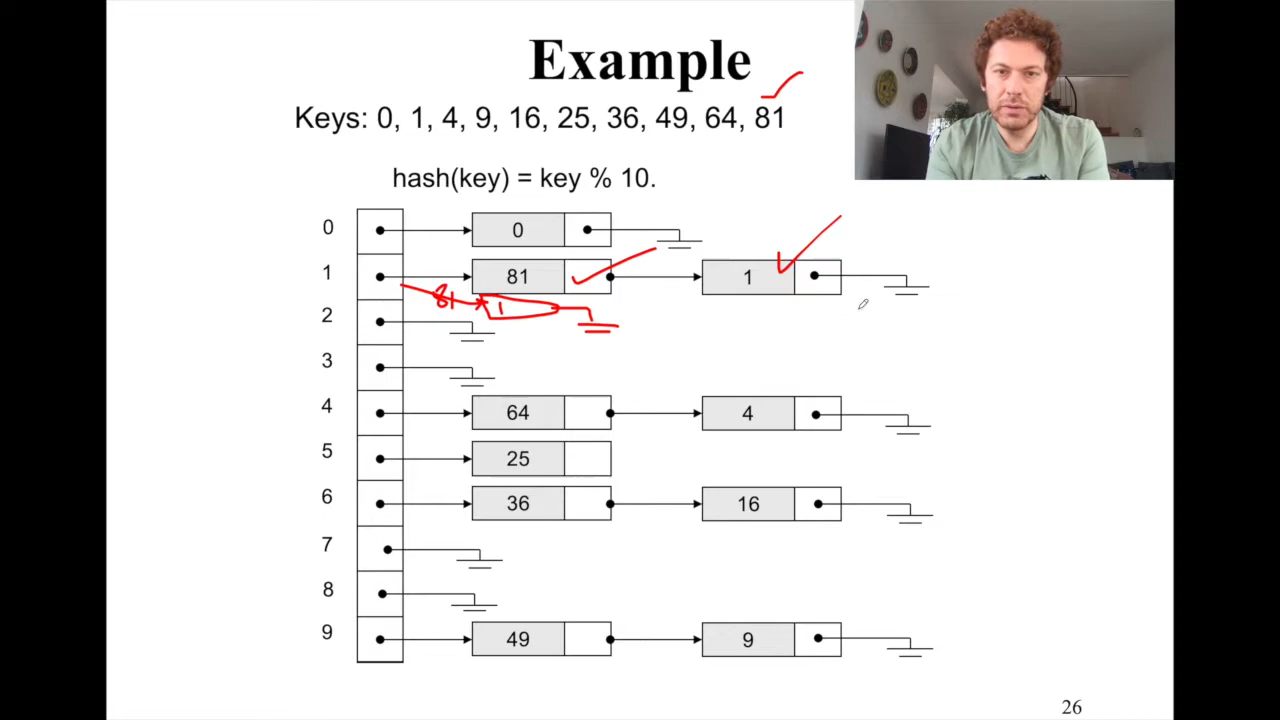 Example
Keys: 0, 1, 4, 9, 16, 25, 36, 49, 64, 81
hash(key) = key % 10.
0 0
1 81 1
81 1
2
3
4 64 4
5 25
6 36 16
7
8
9 49 9
26